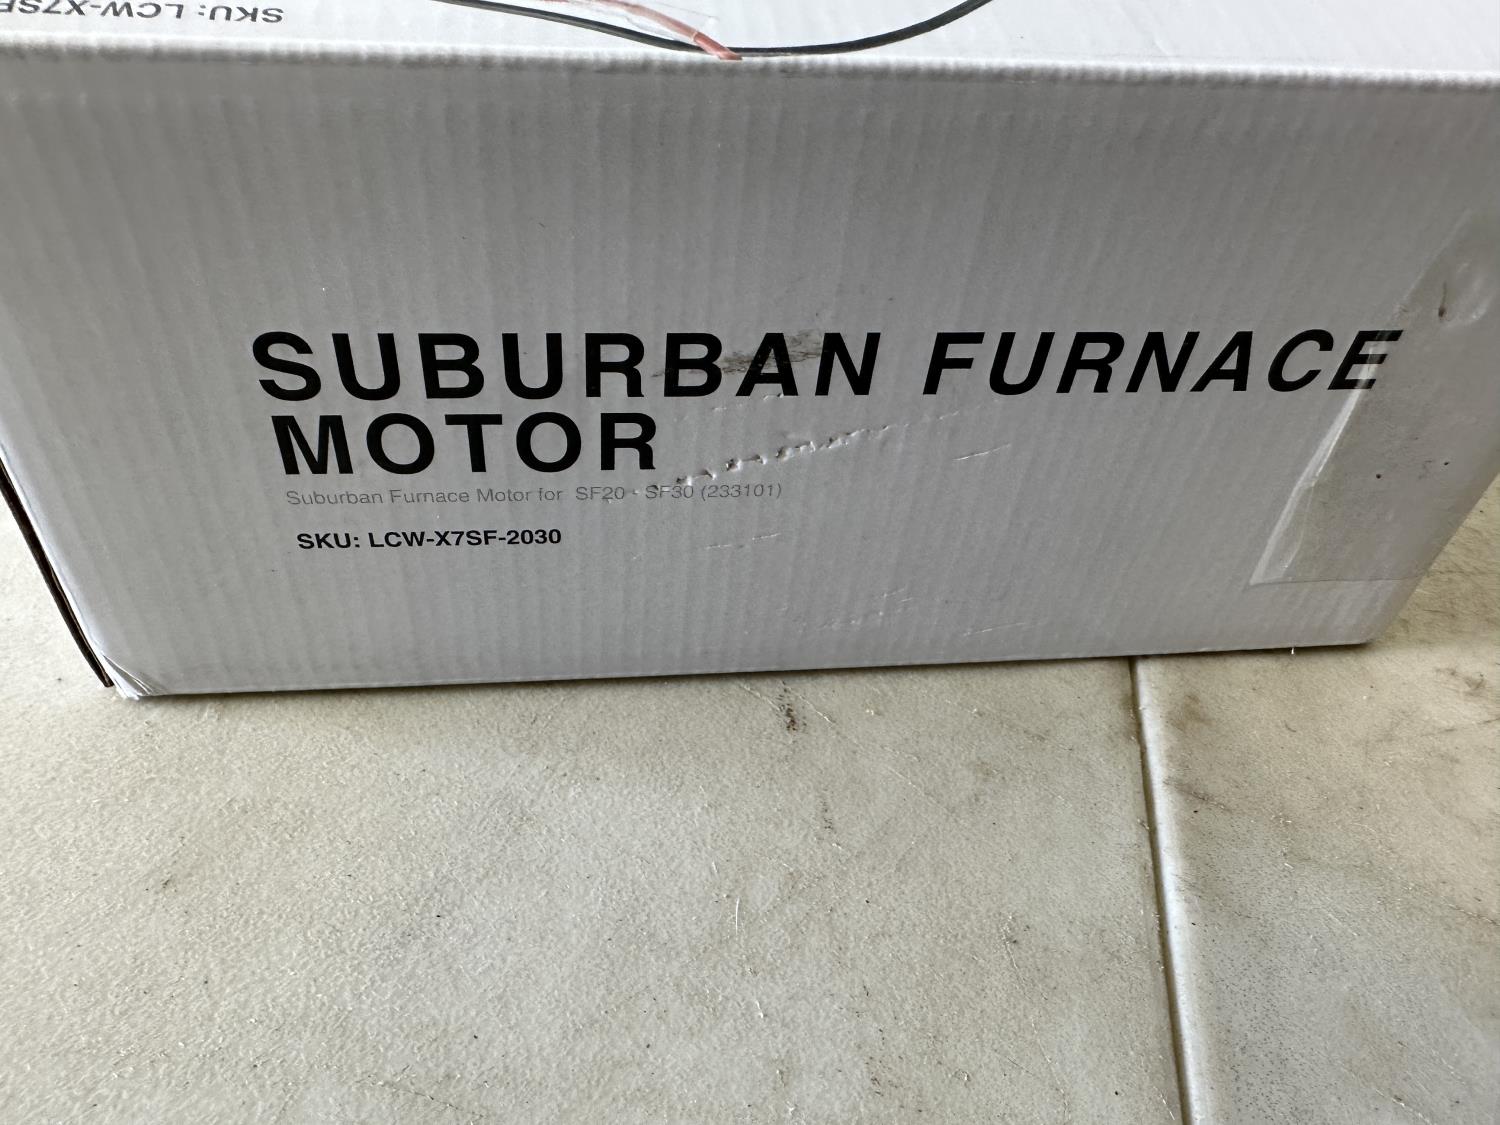 SKU: LCW-X7SF
SUBURBAN FURNACE
MOTOR
Suburban Furnace Motor for SF20 - SF30 (233101)
SKU: LCW-X7SF-2030